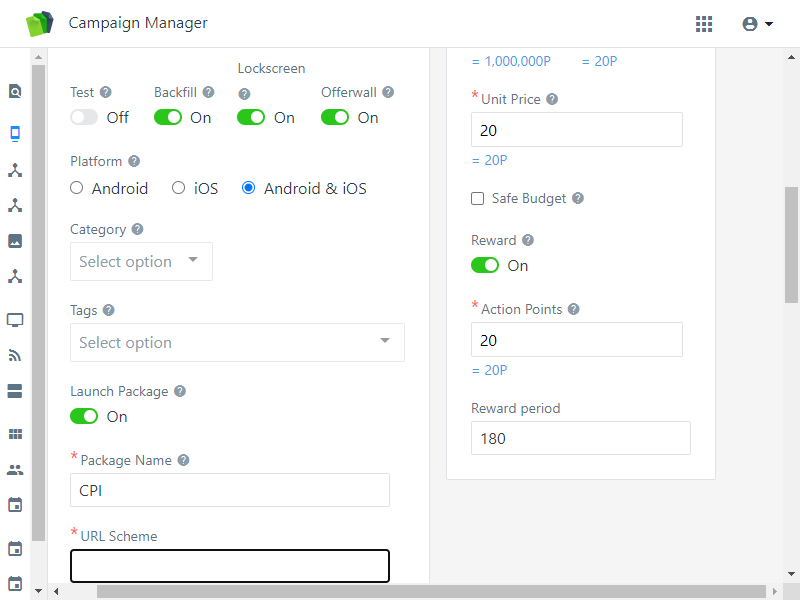 Campaign Manager
Lockscreen
Test Backfill Offerwall
Off On On On
Platform
Android iOS Android & iOS
Category
Select option
Tags
Select option
Launch Package
On
* Package Name
CPI
* URL Scheme
= 1,000,000P = 20P
* Unit Price
20
= 20P
Safe Budget
Reward
On
* Action Points
20
= 20P
Reward period
180